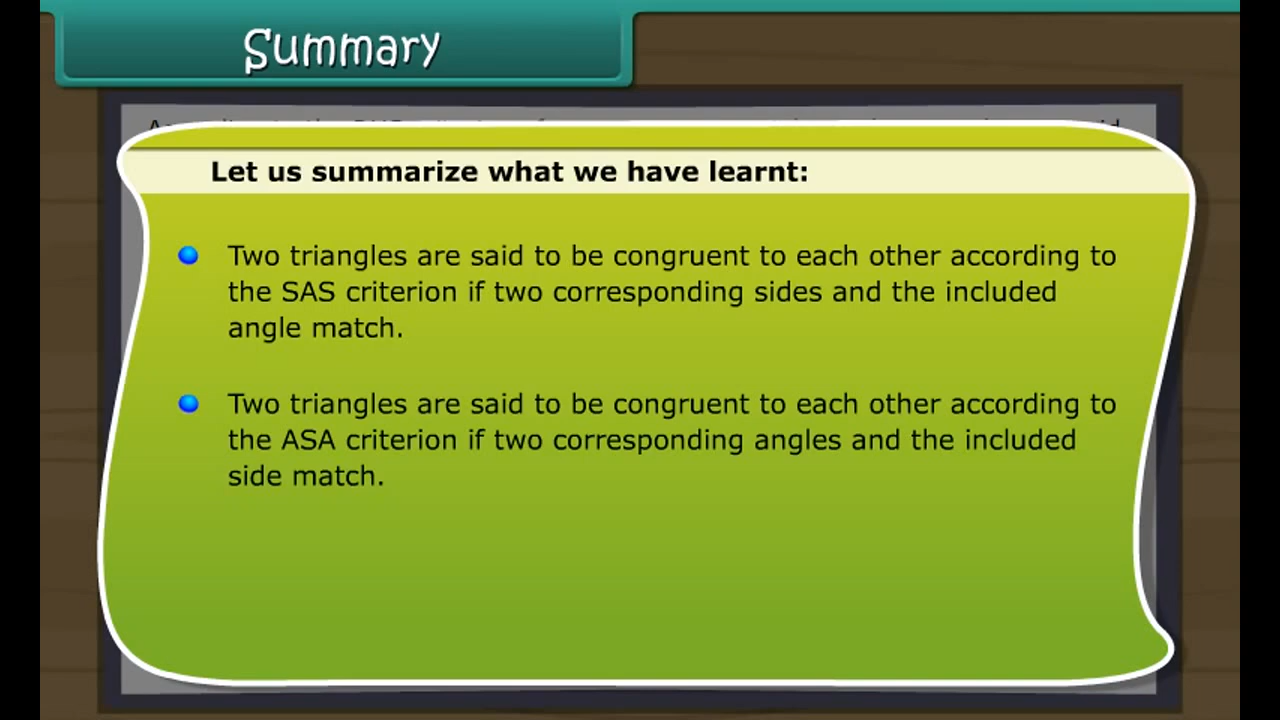 Summary
Let us summarize what we have learnt:
Two triangles are said to be congruent to each other according to
the SAS criterion if two corresponding sides and the included
angle match.
Two triangles are said to be congruent to each other according to
the ASA criterion if two corresponding angles and the included
side match.